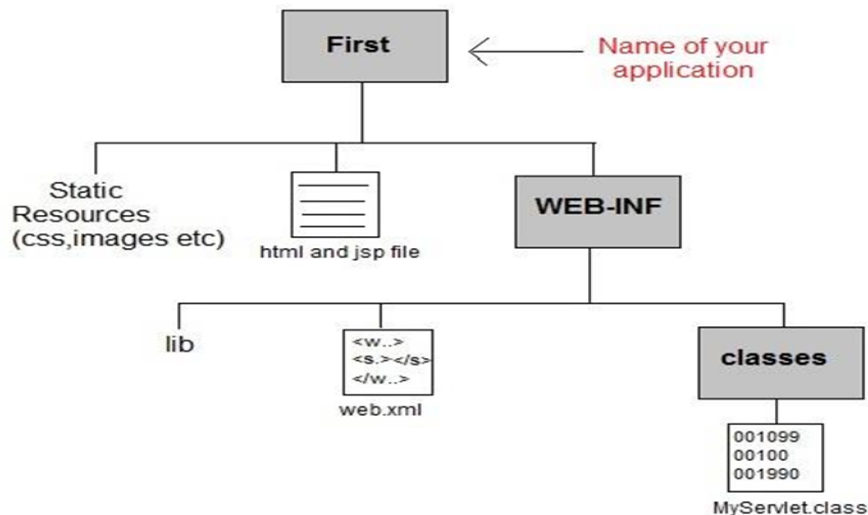 First
Name of your
application
Static
Resources
(css,images etc)
html and jsp file
WEB-INF
lib
<w..>
<s.></s>
</w..>
web.xml
classes
001099
00100
001990
MyServlet.class